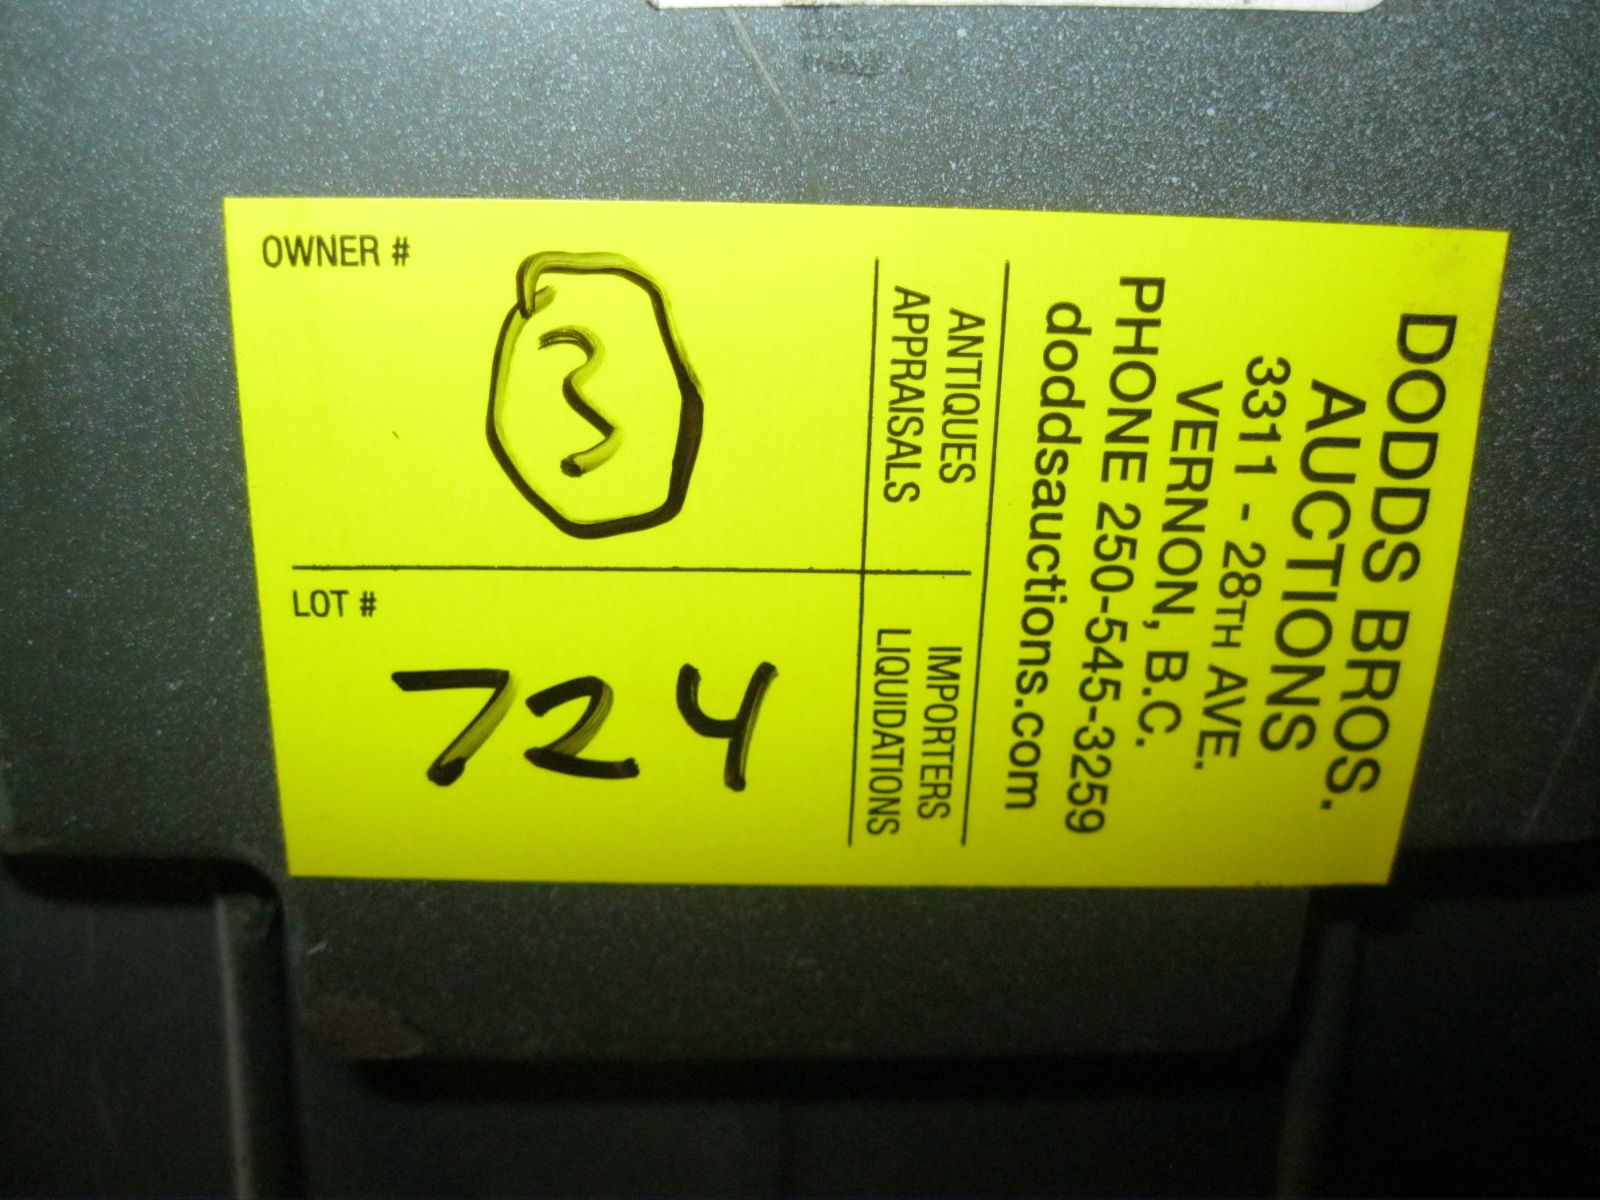 DODDS BROS.
AUCTIONS
3311 - 28TH AVE.
VERNON, B.C.
PHONE 250-545-3259
doddsauctions.com
ANTIQUES
APPRAISALS
IMPORTERS
LIQUIDATIONS
OWNER #
3
LOT #
724